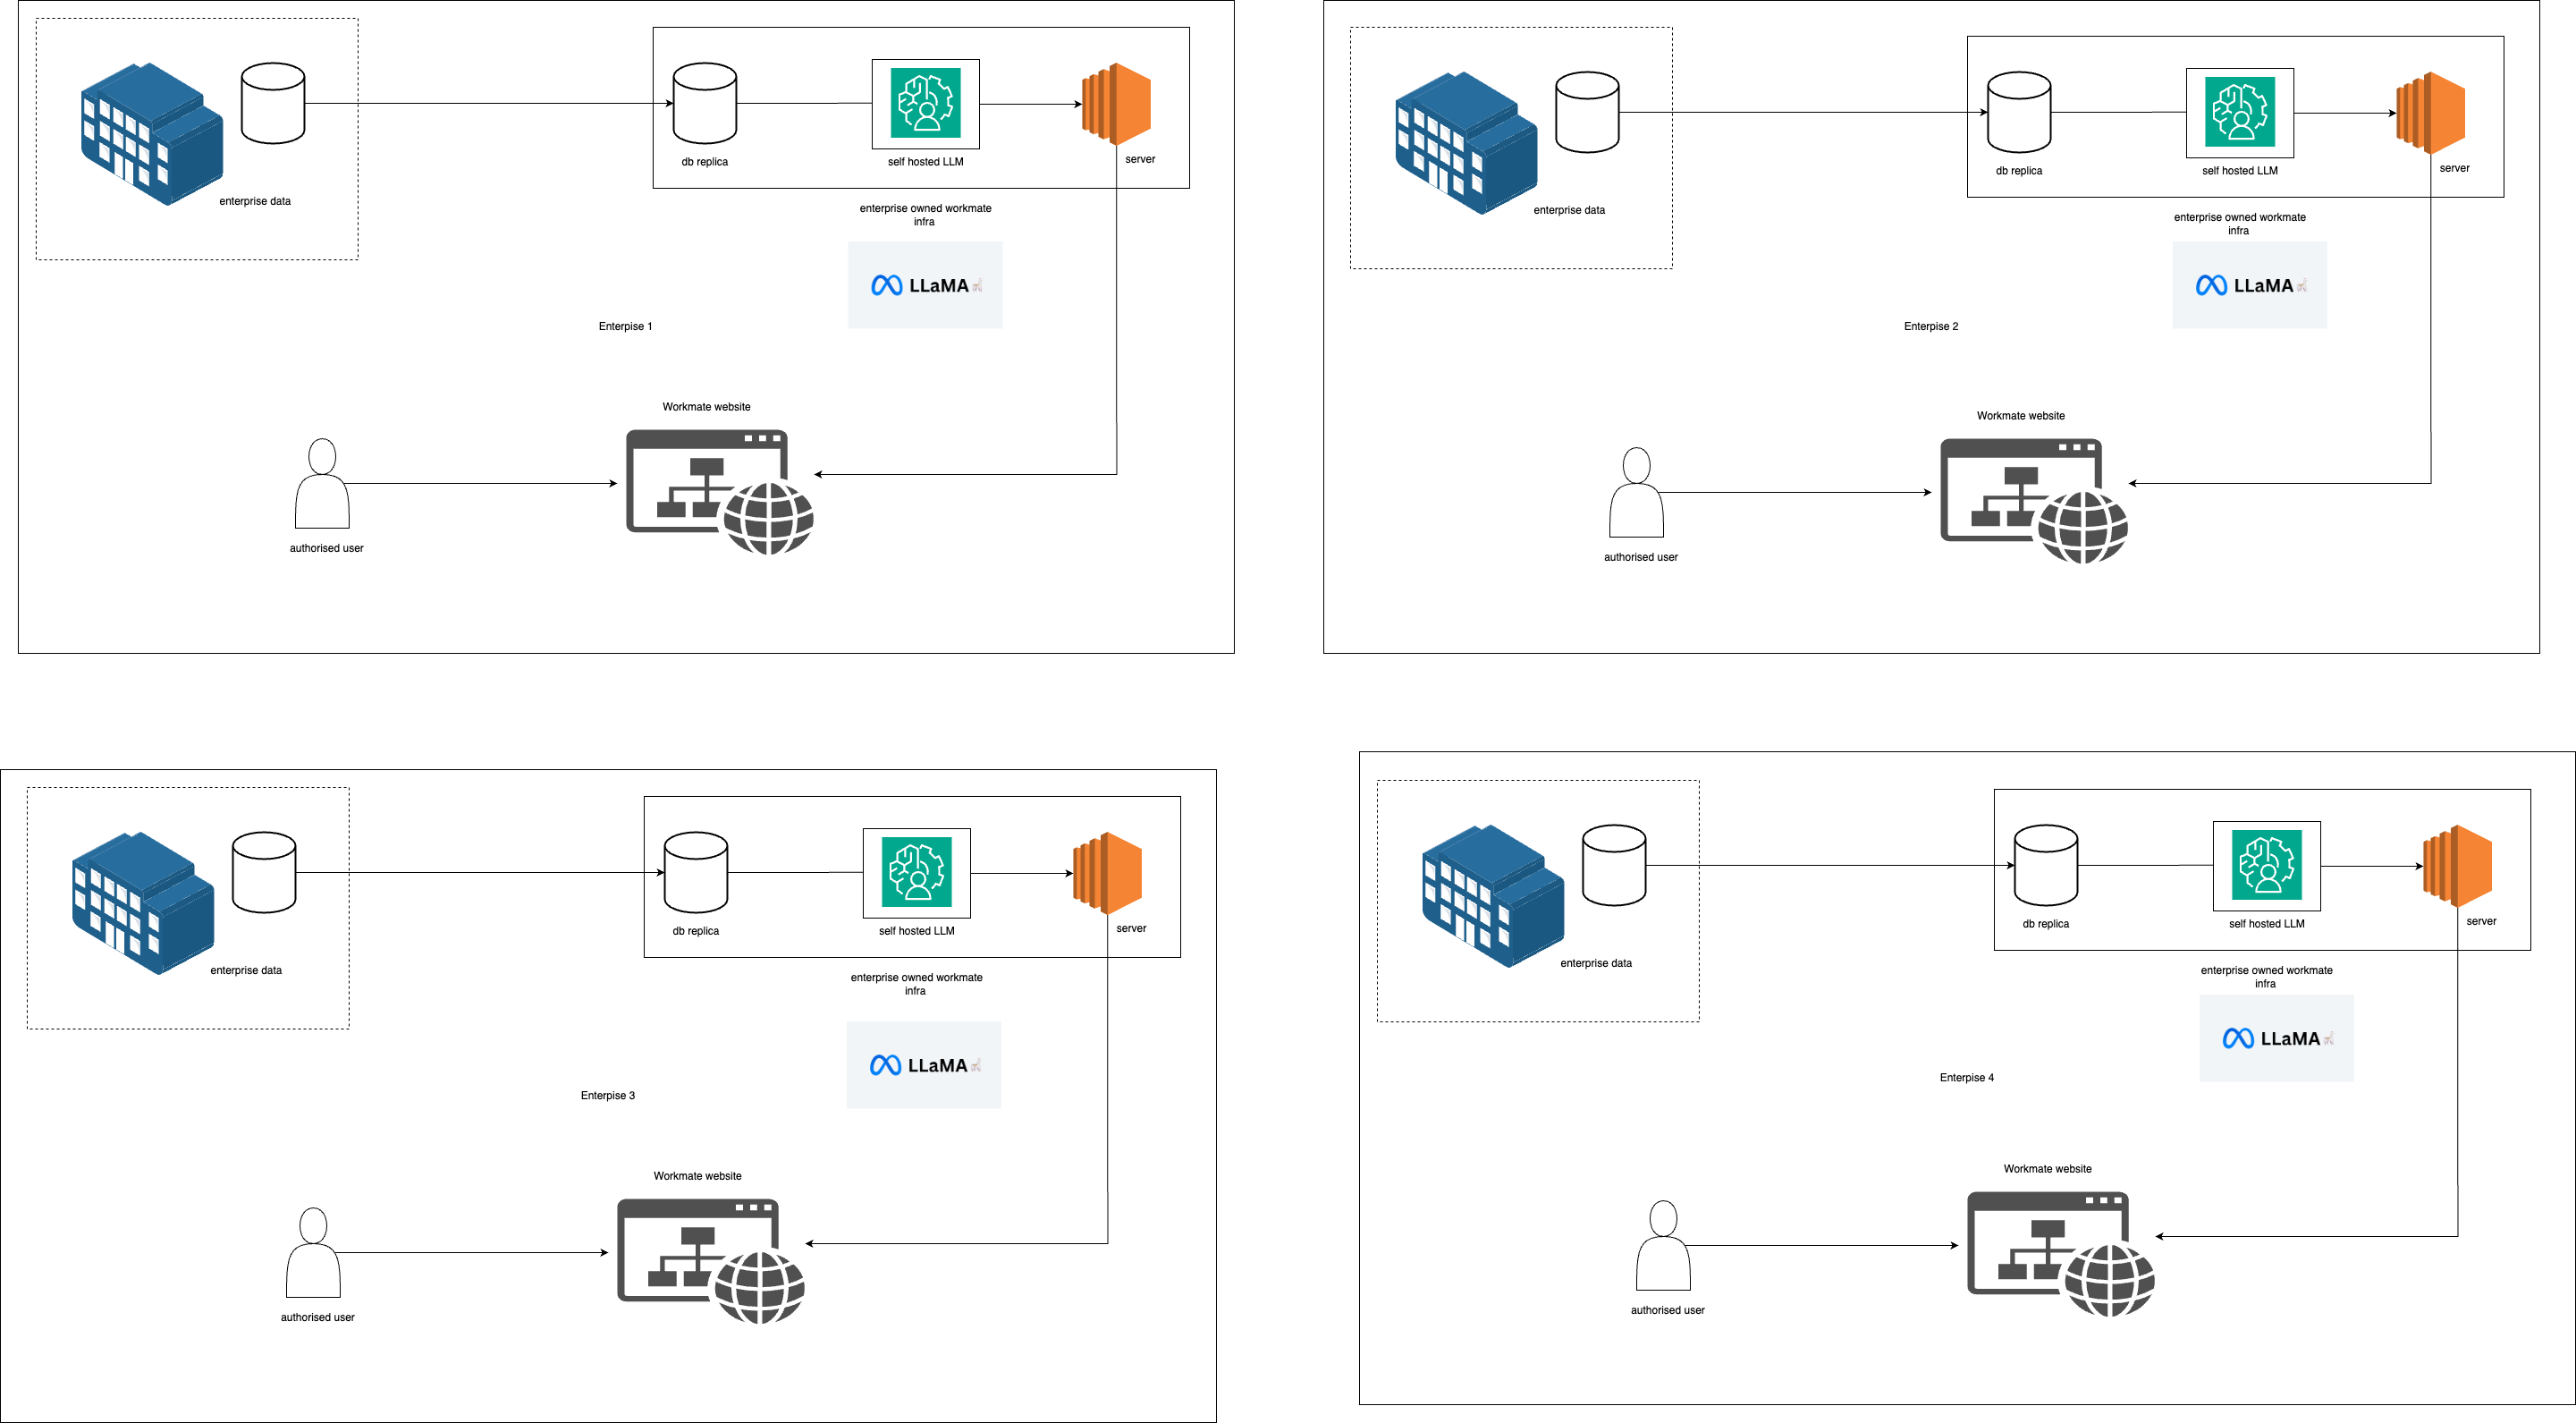 db replica
self hosted LLM
server
enterprise data
enterprise owned workmate
infra
LLaMA
Enterpise 1
Workmate website
authorised user
db replica
self hosted LLM
server
enterprise data
enterprise owned workmate
infra
LLaMA
Enterpise 2
Workmate website
authorised user
db replica
self hosted LLM
server
enterprise data
enterprise owned workmate
infra
LLaMA
Enterpise 3
Workmate website
authorised user
db replica
self hosted LLM
server
enterprise data
enterprise owned workmate
infra
LLaMA
Enterpise 4
Workmate website
authorised user